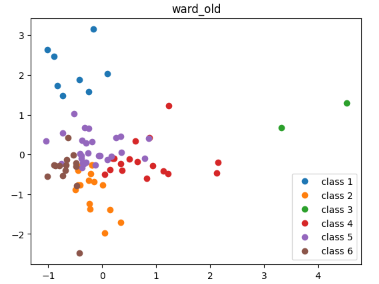 ward_old
3
2
1
0
−1
−2
−1
0
1
2
3
4
class 1
class 2
class 3
class 4
class 5
class 6